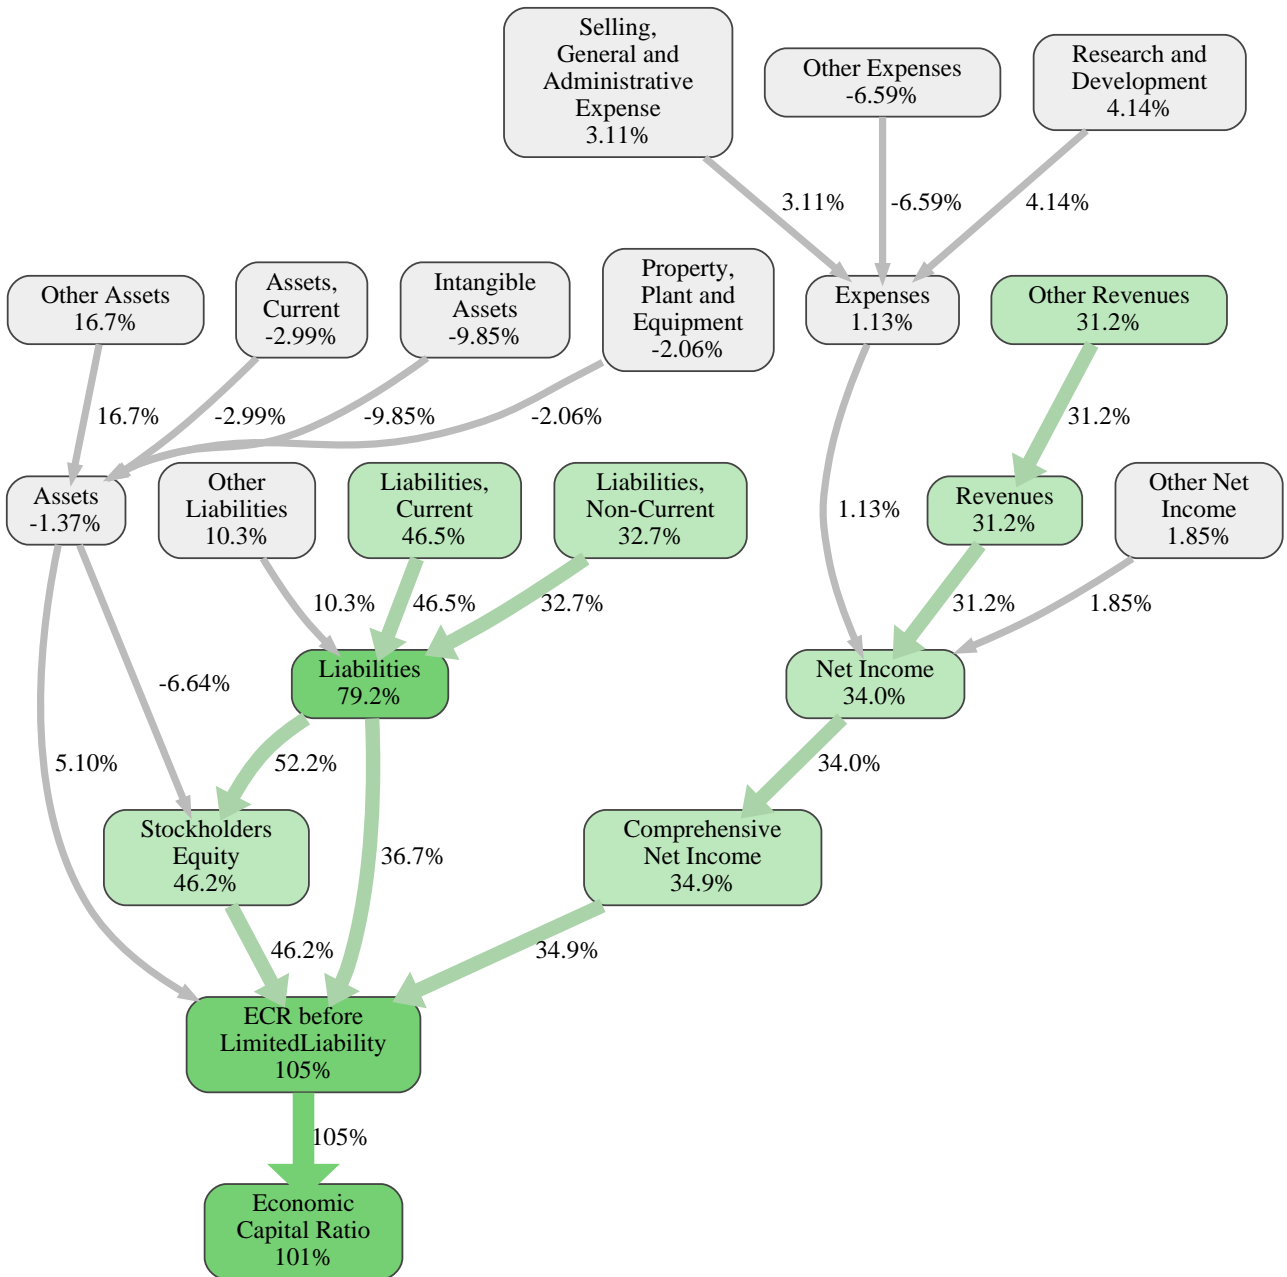 Selling,
General and
Administrative
Expense
3.11%
Other Expenses
-6.59%
Research and
Development
4.14%
3.11%
-6.59%
4.14%
Other Assets
16.7%
Assets,
Current
-2.99%
Intangible
Assets
-9.85%
Property,
Plant and
Equipment
-2.06%
Expenses
1.13%
Other Revenues
31.2%
16.7%
-2.99%
-9.85%
-2.06%
31.2%
Assets
-1.37%
Other
Liabilities
10.3%
Liabilities,
Current
46.5%
Liabilities,
Non-Current
32.7%
1.13%
Revenues
31.2%
Other Net
Income
1.85%
10.3%
46.5%
32.7%
31.2%
1.85%
-6.64%
Liabilities
79.2%
Net Income
34.0%
5.10%
52.2%
34.0%
Stockholders
Equity
46.2%
36.7%
Comprehensive
Net Income
34.9%
46.2%
34.9%
ECR before
LimitedLiability
105%
105%
Economic
Capital Ratio
101%